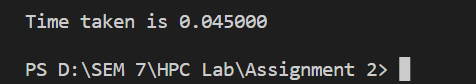 Time taken is 0.045000
PS D:\SEM 7\HPC Lab\Assignment 2>